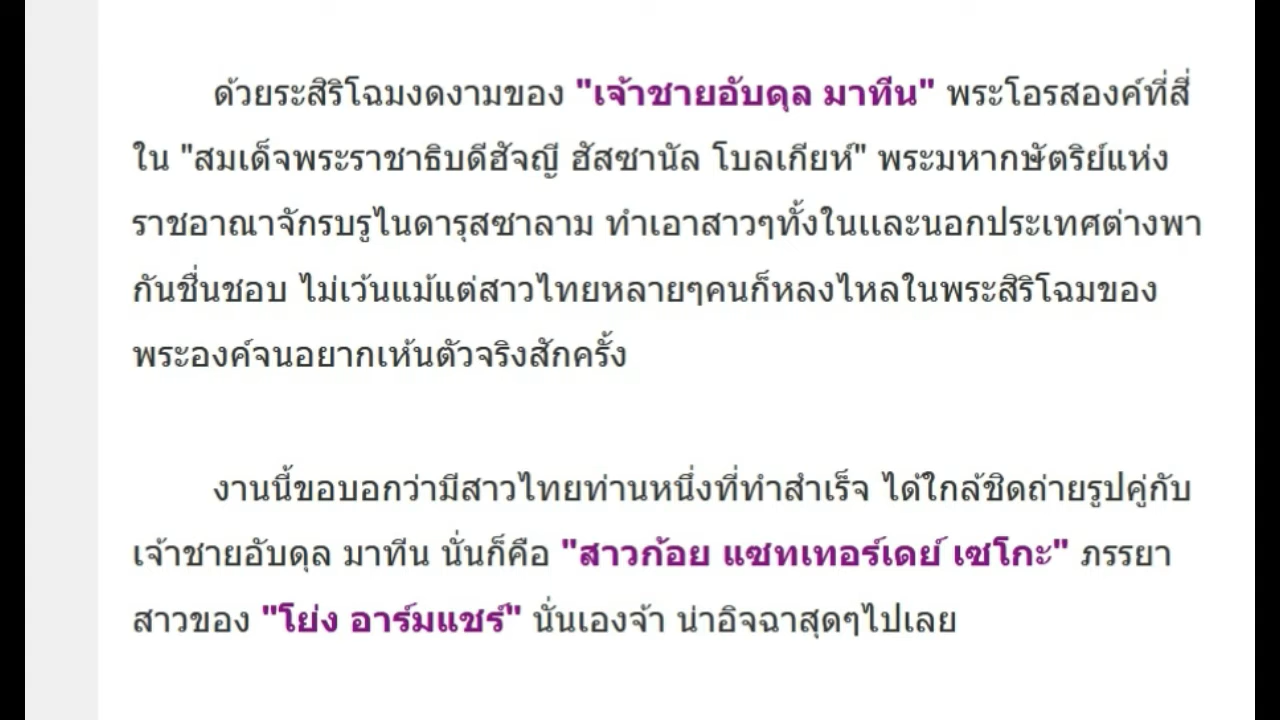 ด้วยระสิริโฉมงดงามของ "เจ้าชายอับดุล มาทีน" พระโอรสองค์ที่สี่
ใน "สมเด็จพระราชาธิบดีฮัจญี ฮัสซานัล โบลเกียห์" พระมหากษัตริย์แห่ง
ราชอาณาจักรบรูไนดารุสซาลาม ทำเอาสาวๆทั้งในและนอกประเทศต่างพา
กันชื่นชอบ ไม่เว้นแม้แต่สาวไทยหลายๆคนก็หลงไหลในพระสิริโฉมของ
พระองค์จนอยากเห้นตัวจริงสักครั้ง
งานนี้ขอบอกว่ามีสาวไทยท่านหนึ่งที่ทำสำเร็จ ได้ใกล้ชิดถ่ายรูปคู่กับ
เจ้าชายอับดุล มาทีน นั่นก็คือ "สาวก้อย แซทเทอร์เดย์ เซโกะ" ภรรยา
สาวของ "โย่ง อาร์มแชร์" นั่นเองจ้า น่าอิจฉาสุดๆไปเลย